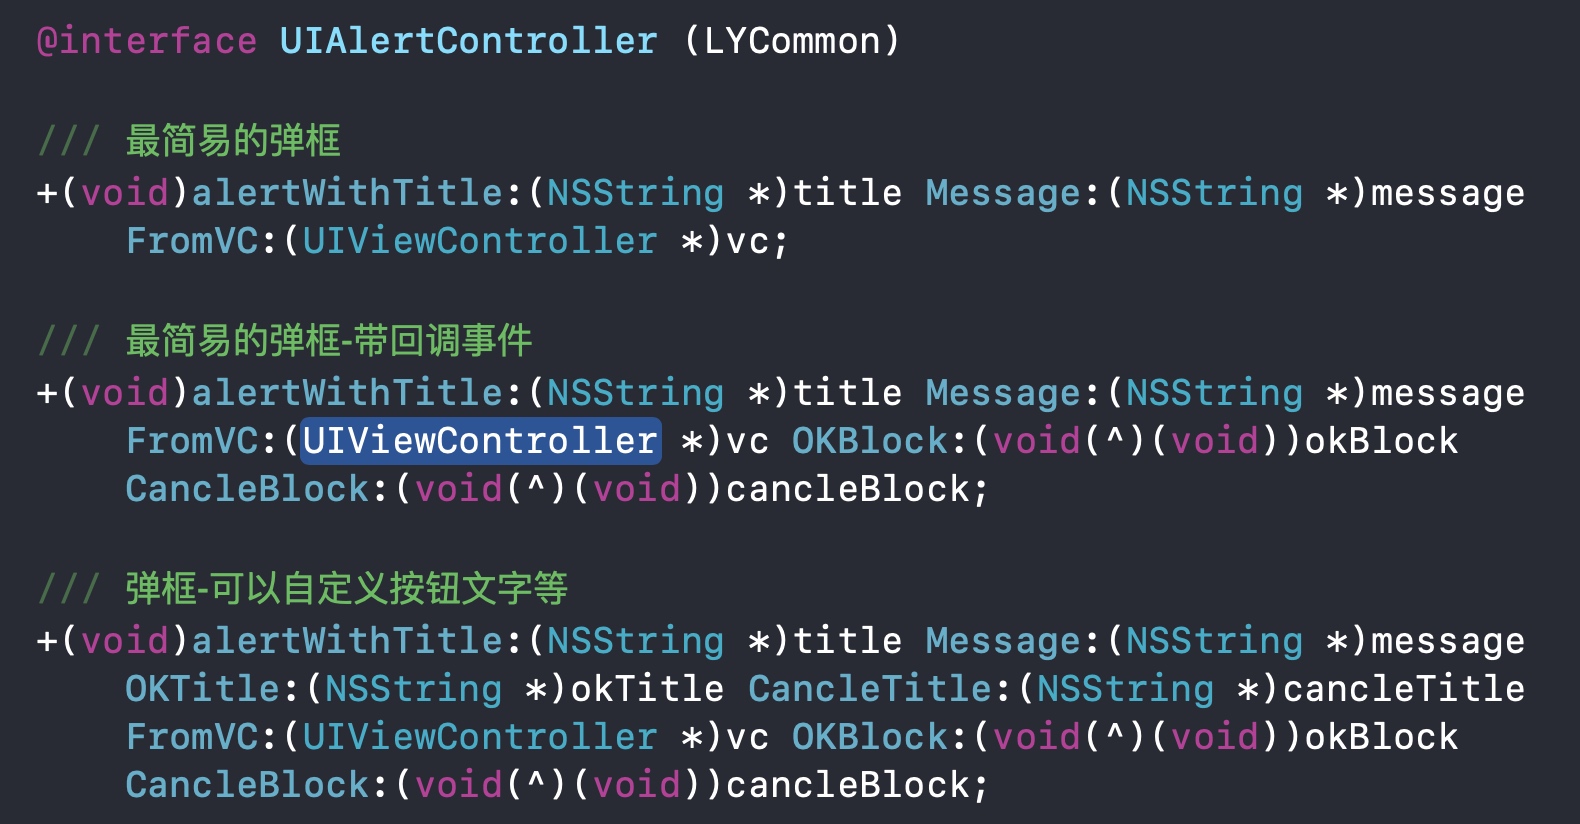 @interface UIAlertController (LYCommon)
/// 最简易的弹框
+(void)alertWithTitle:(NSString *)title Message:(NSString *)message
FromVC:(UIViewController *)vc;
/// 最简易的弹框-带回调事件
+(void)alertWithTitle:(NSString *)title Message:(NSString *)message
FromVC:(UIViewController *)vc OKBlock:(void(^)(void))okBlock
CancleBlock:(void(^)(void))cancleBlock;
/// 弹框-可以自定义按钮文字等
+(void)alertWithTitle:(NSString *)title Message:(NSString *)message
OKTitle:(NSString *)okTitle CancleTitle:(NSString *)cancleTitle
FromVC:(UIViewController *)vc OKBlock:(void(^)(void))okBlock
CancleBlock:(void(^)(void))cancleBlock;